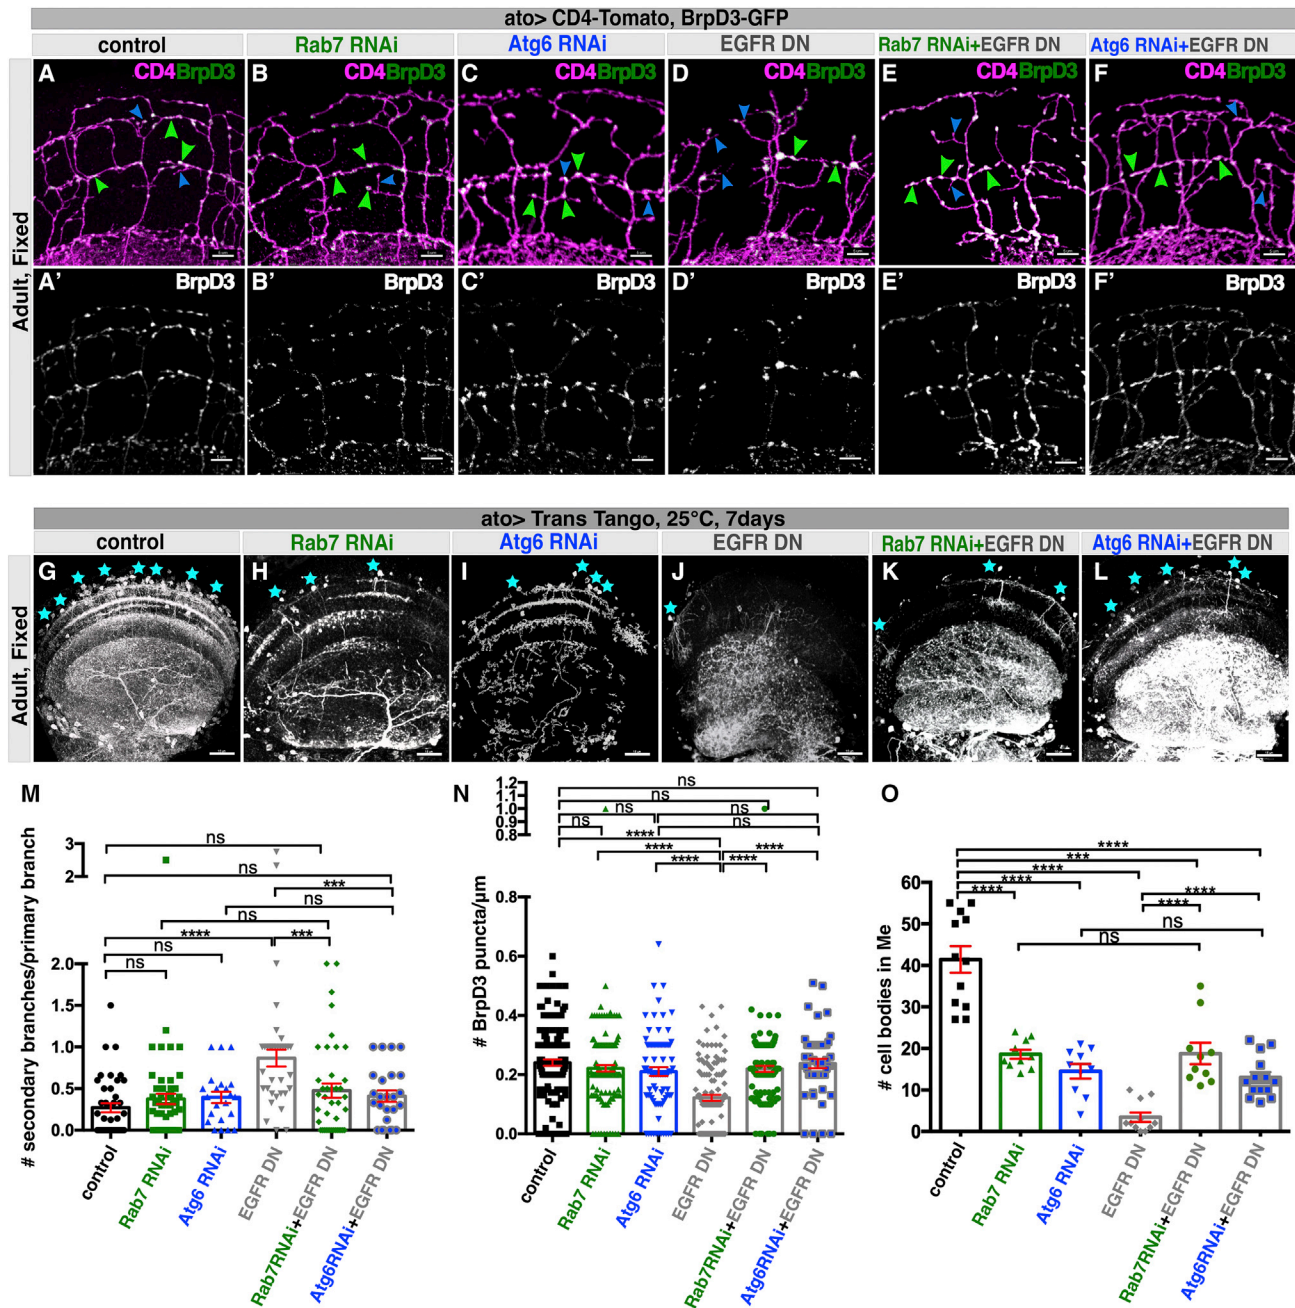 ato> CD4-Tomato, BrpD3-GFP
control Rab7 RNAi Atg6 RNAi EGFR DN Rab7 RNAi+EGFR DN Atg6 RNAi+EGFR DN
Adult, Fixed
A CD4BrpD3 B CD4BrpD3 C CD4BrpD3 D CD4BrpD3 E CD4BrpD3 F CD4BrpD3
A' BrpD3 B' BrpD3 C' BrpD3 D' BrpD3 E' BrpD3 F' BrpD3
ato> Trans Tango, 25°C, 7days
control Rab7 RNAi Atg6 RNAi EGFR DN Rab7 RNAi+EGFR DN Atg6 RNAi+EGFR DN
Adult, Fixed
G H I J K L
M
# secondary branches/primary branch
3
2
2.0
1.5
1.0
0.5
0.0
ns
ns
***
ns
ns
**** ***
ns
ns
control Rab7 RNAi Atg6 RNAi EGFR DN Rab7RNAi+EGFR DN Atg6RNAi+EGFR DN
N
# BrpD3 puncta/µm
1.2
1.0
0.8
0.8
0.6
0.4
0.2
0.0
ns
ns
ns ns
ns ns
****
**** ****
**** ****
control Rab7 RNAi Atg6 RNAi EGFR DN Rab7RNAi+EGFR DN Atg6RNAi+EGFR DN
O
# cell bodies in Me
60
50
40
30
20
10
0
****
***
****
**** ****
**** ****
ns
ns
control Rab7 RNAi Atg6 RNAi EGFR DN Rab7RNAi+EGFR DN Atg6RNAi+EGFR DN